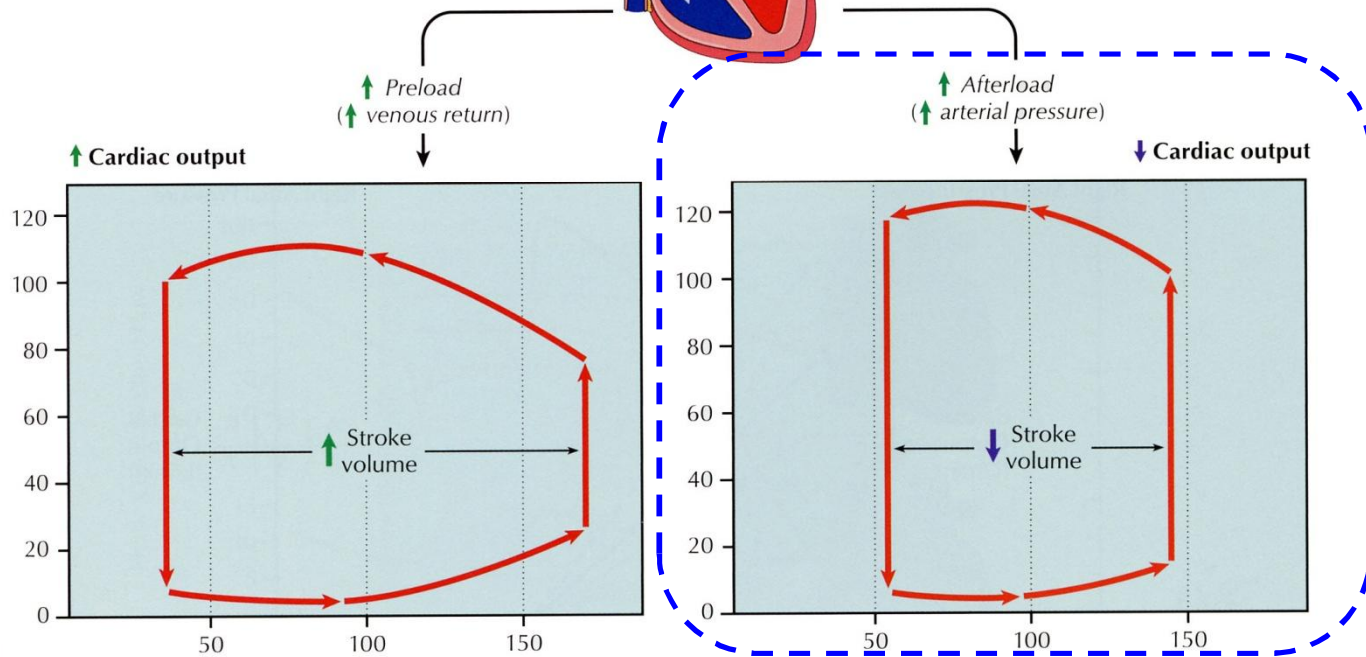 ↑ Preload
(↑ venous return)
↑ Cardiac output
120
100
80
60
40
20
0
↑ Stroke
volume
50
100
150
↑ Afterload
(↑ arterial pressure)
↓ Cardiac output
120
100
80
60
40
20
0
↓ Stroke
volume
50
100
150